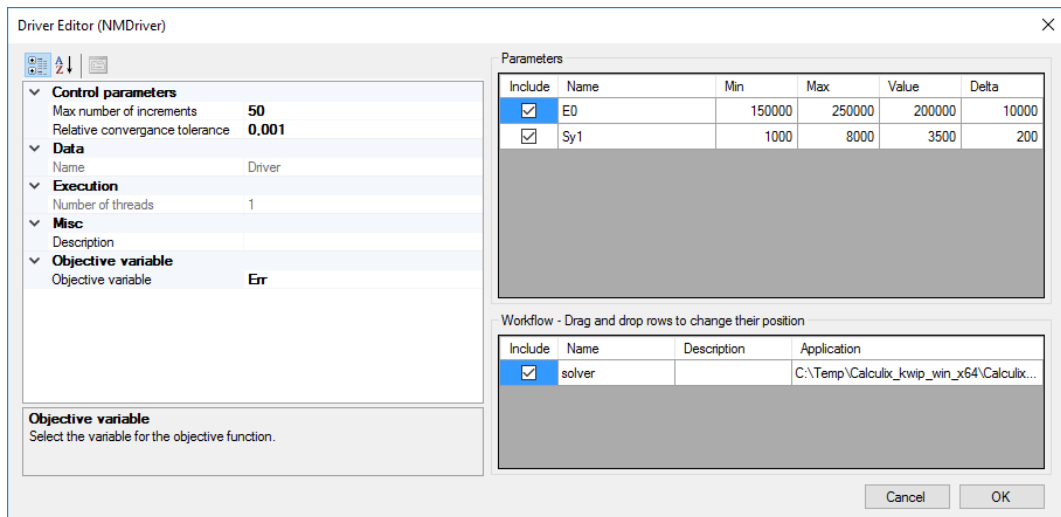 Driver Editor (NMDriver)
Control parameters
Max number of increments 50
Relative convergance tolerance 0,001
Data
Name Driver
Execution
Number of threads 1
Misc
Description
Objective variable
Objective variable Err
Objective variable
Select the variable for the objective function.
Parameters
Include Name Min Max Value Delta
E0 150000 250000 200000 10000
Sy1 1000 8000 3500 200
Workflow - Drag and drop rows to change their position
Include Name Description Application
solver C:\Temp\Calculix_kwip_win_x64\Calculix...
Cancel OK